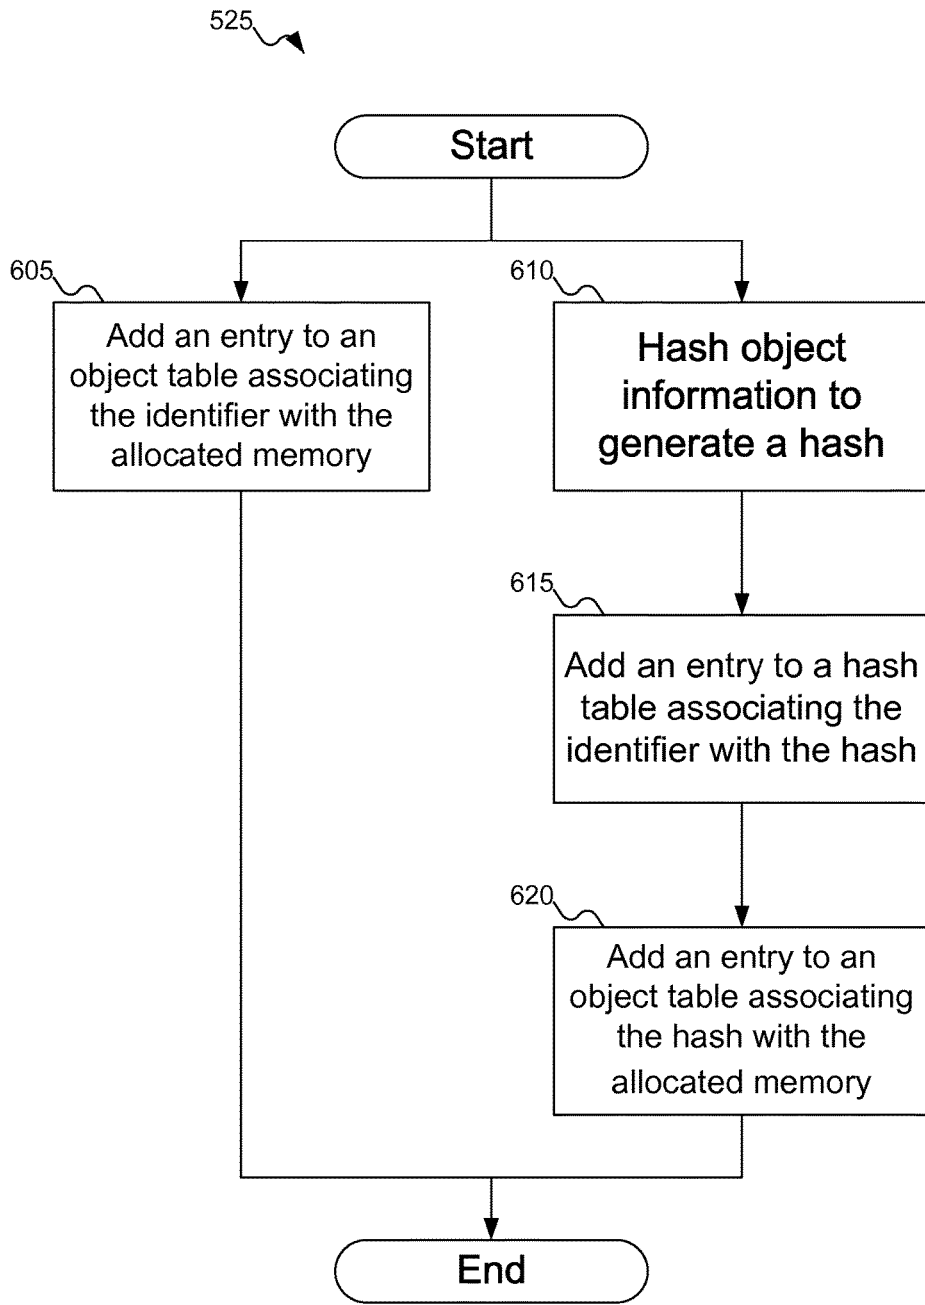 525
Start
605
Add an entry to an
object table associating
the identifier with the
allocated memory
610
Hash object
information to
generate a hash
615
Add an entry to a hash
table associating the
identifier with the hash
620
Add an entry to an
object table associating
the hash with the
allocated memory
End